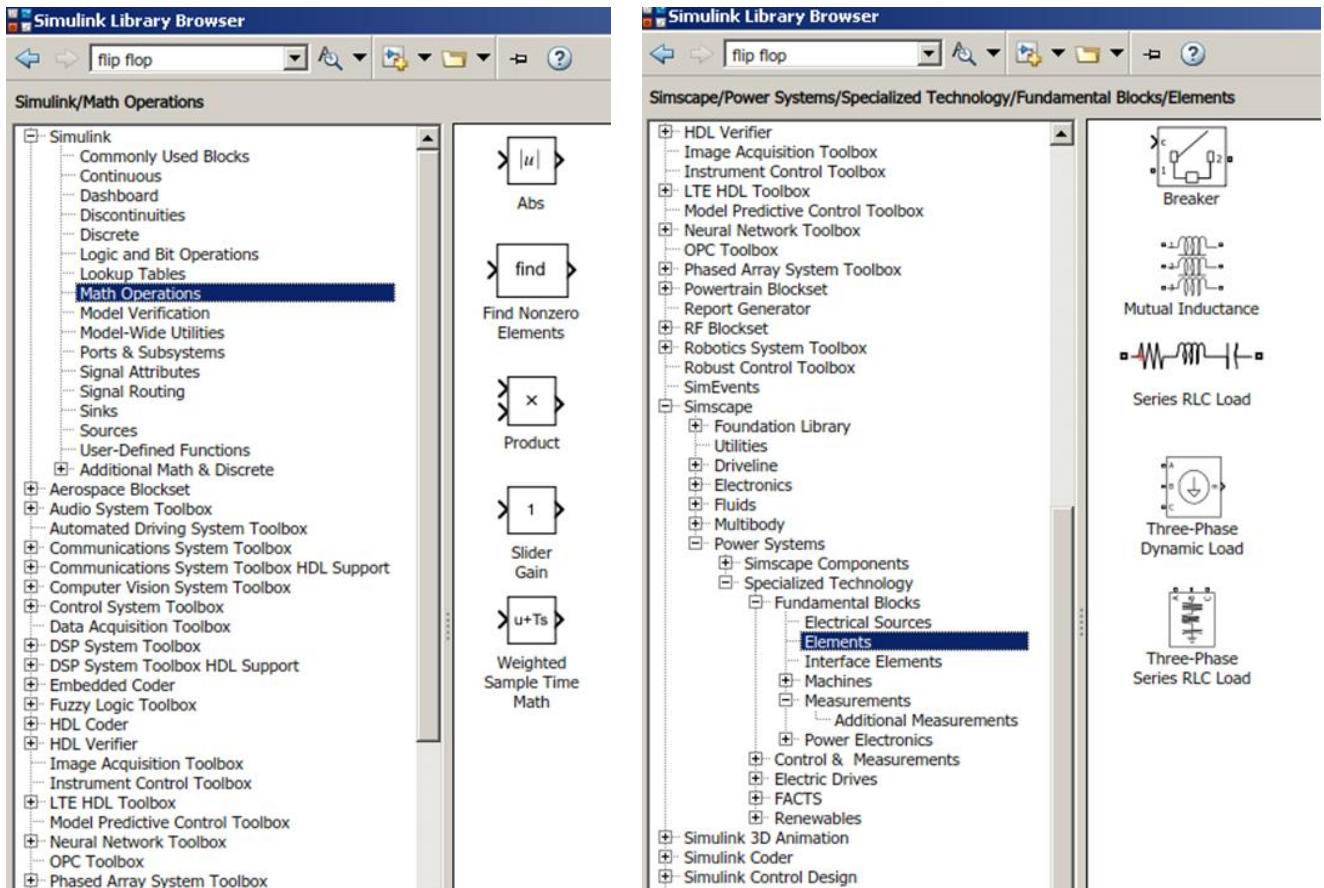 Simulink Library Browser
flip flop
Simulink/Math Operations
Simulink
Commonly Used Blocks
Continuous
Dashboard
Discontinuities
Discrete
Logic and Bit Operations
Lookup Tables
Math Operations
Model Verification
Model-Wide Utilities
Ports & Subsystems
Signal Attributes
Signal Routing
Sinks
Sources
User-Defined Functions
Additional Math & Discrete
Aerospace Blockset
Audio System Toolbox
Automated Driving System Toolbox
Communications System Toolbox
Communications System Toolbox HDL Support
Computer Vision System Toolbox
Control System Toolbox
Data Acquisition Toolbox
DSP System Toolbox
DSP System Toolbox HDL Support
Embedded Coder
Fuzzy Logic Toolbox
HDL Coder
HDL Verifier
Image Acquisition Toolbox
Instrument Control Toolbox
LTE HDL Toolbox
Model Predictive Control Toolbox
Neural Network Toolbox
OPC Toolbox
Phased Array System Toolbox
|u|
Abs
find
Find Nonzero
Elements
×
Product
1
Slider
Gain
u+Ts
Weighted
Sample Time
Math
Simulink Library Browser
flip flop
Simscape/Power Systems/Specialized Technology/Fundamental Blocks/Elements
HDL Verifier
Image Acquisition Toolbox
Instrument Control Toolbox
LTE HDL Toolbox
Model Predictive Control Toolbox
Neural Network Toolbox
OPC Toolbox
Phased Array System Toolbox
Powertrain Blockset
Report Generator
RF Blockset
Robotics System Toolbox
Robust Control Toolbox
SimEvents
Simscape
Foundation Library
Utilities
Driveline
Electronics
Fluids
Multibody
Power Systems
Simscape Components
Specialized Technology
Fundamental Blocks
Electrical Sources
Elements
Interface Elements
Machines
Measurements
Additional Measurements
Power Electronics
Control & Measurements
Electric Drives
FACTS
Renewables
Simulink 3D Animation
Simulink Coder
Simulink Control Design
c
1 2
Breaker
Mutual Inductance
Series RLC Load
A
B
C
Three-Phase
Dynamic Load
A B C
Three-Phase
Series RLC Load